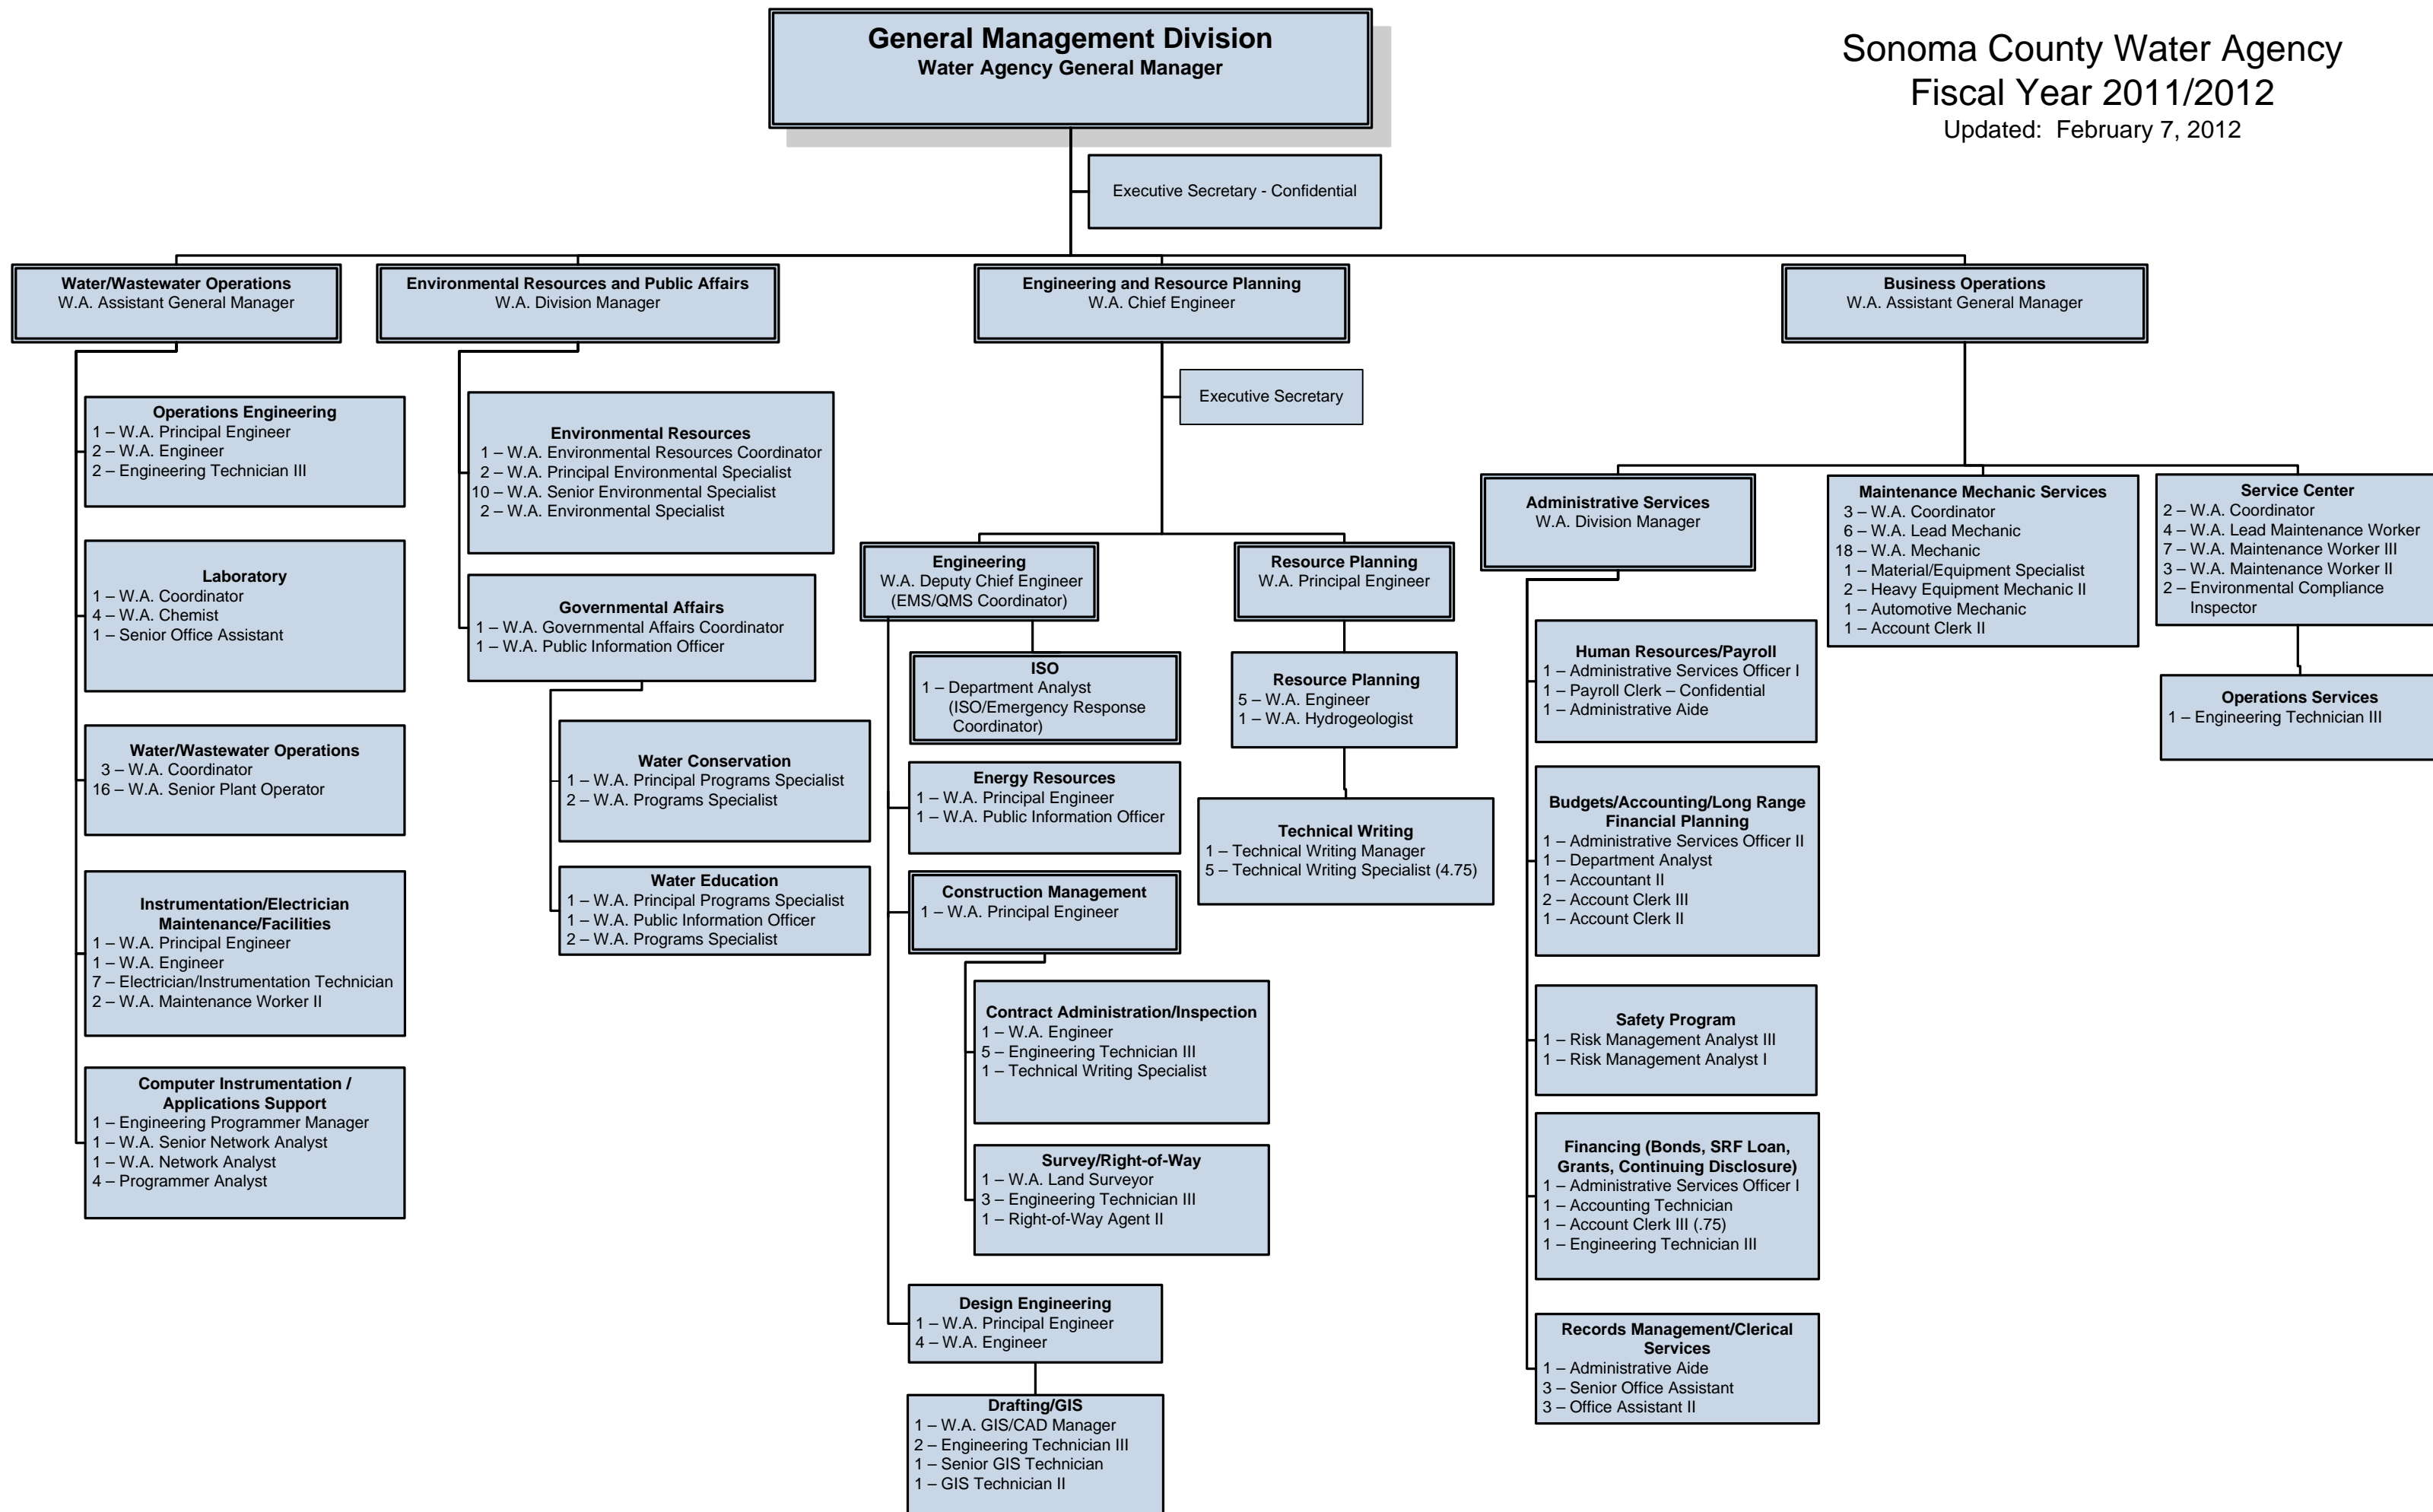 General Management Division
Water Agency General Manager
Sonoma County Water Agency
Fiscal Year 2011/2012
Updated:  February 7, 2012
Executive Secretary - Confidential
Water/Wastewater Operations
W.A. Assistant General Manager
Operations Engineering
1 – W.A. Principal Engineer
2 – W.A. Engineer
2 – Engineering Technician III
Laboratory
1 – W.A. Coordinator
4 – W.A. Chemist
1 – Senior Office Assistant
Water/Wastewater Operations
3 – W.A. Coordinator
16 – W.A. Senior Plant Operator
Instrumentation/Electrician
Maintenance/Facilities
1 – W.A. Principal Engineer
1 – W.A. Engineer
7 – Electrician/Instrumentation Technician
2 – W.A. Maintenance Worker II
Computer Instrumentation /
Applications Support
1 – Engineering Programmer Manager
1 – W.A. Senior Network Analyst
1 – W.A. Network Analyst
4 – Programmer Analyst
Environmental Resources and Public Affairs
W.A. Division Manager
Environmental Resources
1 – W.A. Environmental Resources Coordinator
2 – W.A. Principal Environmental Specialist
10 – W.A. Senior Environmental Specialist
2 – W.A. Environmental Specialist
Governmental Affairs
1 – W.A. Governmental Affairs Coordinator
1 – W.A. Public Information Officer
Water Conservation
1 – W.A. Principal Programs Specialist
2 – W.A. Programs Specialist
Water Education
1 – W.A. Principal Programs Specialist
1 – W.A. Public Information Officer
2 – W.A. Programs Specialist
Engineering and Resource Planning
W.A. Chief Engineer
Executive Secretary
Engineering
W.A. Deputy Chief Engineer
(EMS/QMS Coordinator)
ISO
1 – Department Analyst
(ISO/Emergency Response
Coordinator)
Energy Resources
1 – W.A. Principal Engineer
1 – W.A. Public Information Officer
Construction Management
1 – W.A. Principal Engineer
Contract Administration/Inspection
1 – W.A. Engineer
5 – Engineering Technician III
1 – Technical Writing Specialist
Survey/Right-of-Way
1 – W.A. Land Surveyor
3 – Engineering Technician III
1 – Right-of-Way Agent II
Design Engineering
1 – W.A. Principal Engineer
4 – W.A. Engineer
Drafting/GIS
1 – W.A. GIS/CAD Manager
2 – Engineering Technician III
1 – Senior GIS Technician
1 – GIS Technician II
Resource Planning
W.A. Principal Engineer
Resource Planning
5 – W.A. Engineer
1 – W.A. Hydrogeologist
Technical Writing
1 – Technical Writing Manager
5 – Technical Writing Specialist (4.75)
Business Operations
W.A. Assistant General Manager
Administrative Services
W.A. Division Manager
Human Resources/Payroll
1 – Administrative Services Officer I
1 – Payroll Clerk – Confidential
1 – Administrative Aide
Budgets/Accounting/Long Range
Financial Planning
1 – Administrative Services Officer II
1 – Department Analyst
1 – Accountant II
2 – Account Clerk III
1 – Account Clerk II
Safety Program
1 – Risk Management Analyst III
1 – Risk Management Analyst I
Financing (Bonds, SRF Loan,
Grants, Continuing Disclosure)
1 – Administrative Services Officer I
1 – Accounting Technician
1 – Account Clerk III (.75)
1 – Engineering Technician III
Records Management/Clerical
Services
1 – Administrative Aide
3 – Senior Office Assistant
3 – Office Assistant II
Maintenance Mechanic Services
3 – W.A. Coordinator
6 – W.A. Lead Mechanic
18 – W.A. Mechanic
1 – Material/Equipment Specialist
2 – Heavy Equipment Mechanic II
1 – Automotive Mechanic
1 – Account Clerk II
Service Center
2 – W.A. Coordinator
4 – W.A. Lead Maintenance Worker
7 – W.A. Maintenance Worker III
3 – W.A. Maintenance Worker II
2 – Environmental Compliance
Inspector
Operations Services
1 – Engineering Technician III